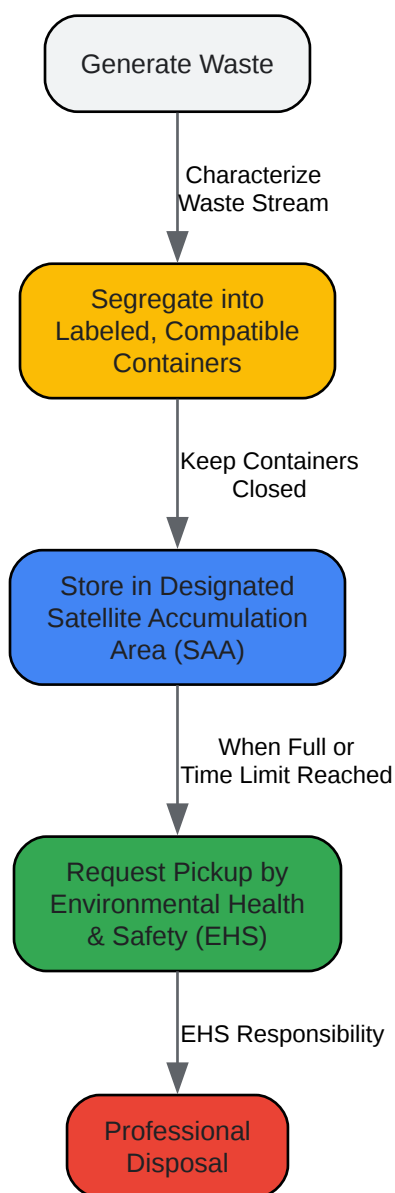 Generate Waste
Characterize
Waste Stream
Segregate into
Labeled, Compatible
Containers
Keep Containers
Closed
Store in Designated
Satellite Accumulation
Area (SAA)
When Full or
Time Limit Reached
Request Pickup by
Environmental Health
& Safety (EHS)
EHS Responsibility
Professional
Disposal